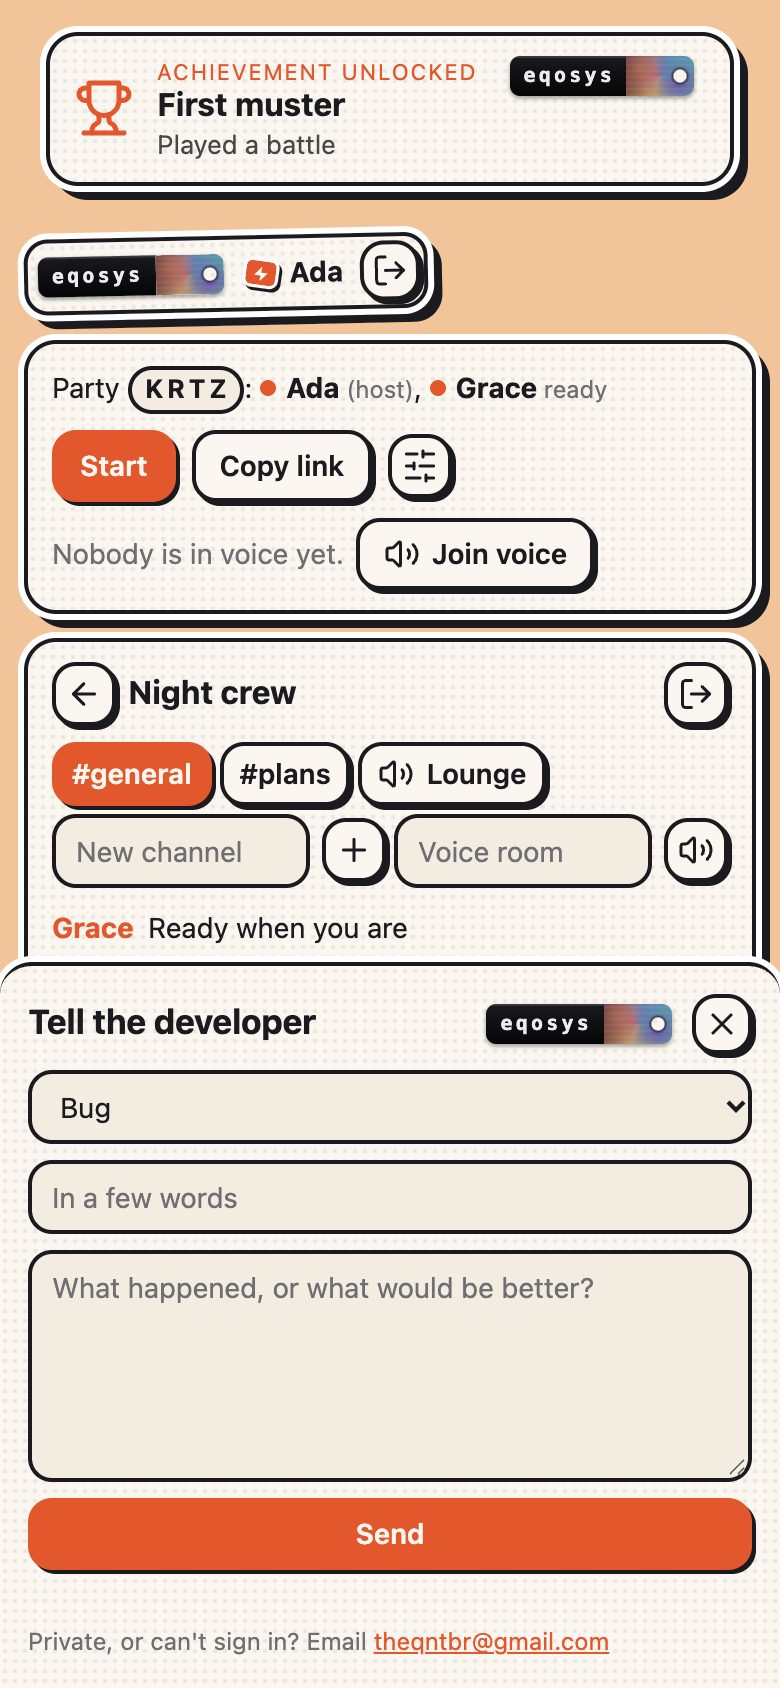 ACHIEVEMENT UNLOCKED
eqosys
First muster
Played a battle
eqosys
Ada
Party KRTZ: Ada (host), Grace ready
Start
Copy link
Nobody is in voice yet.
Join voice
Night crew
#general
#plans
Lounge
New channel
Voice room
Grace Ready when you are
Tell the developer
eqosys
Bug
In a few words
What happened, or what would be better?
Send
Private, or can't sign in? Email theqntbr@gmail.com